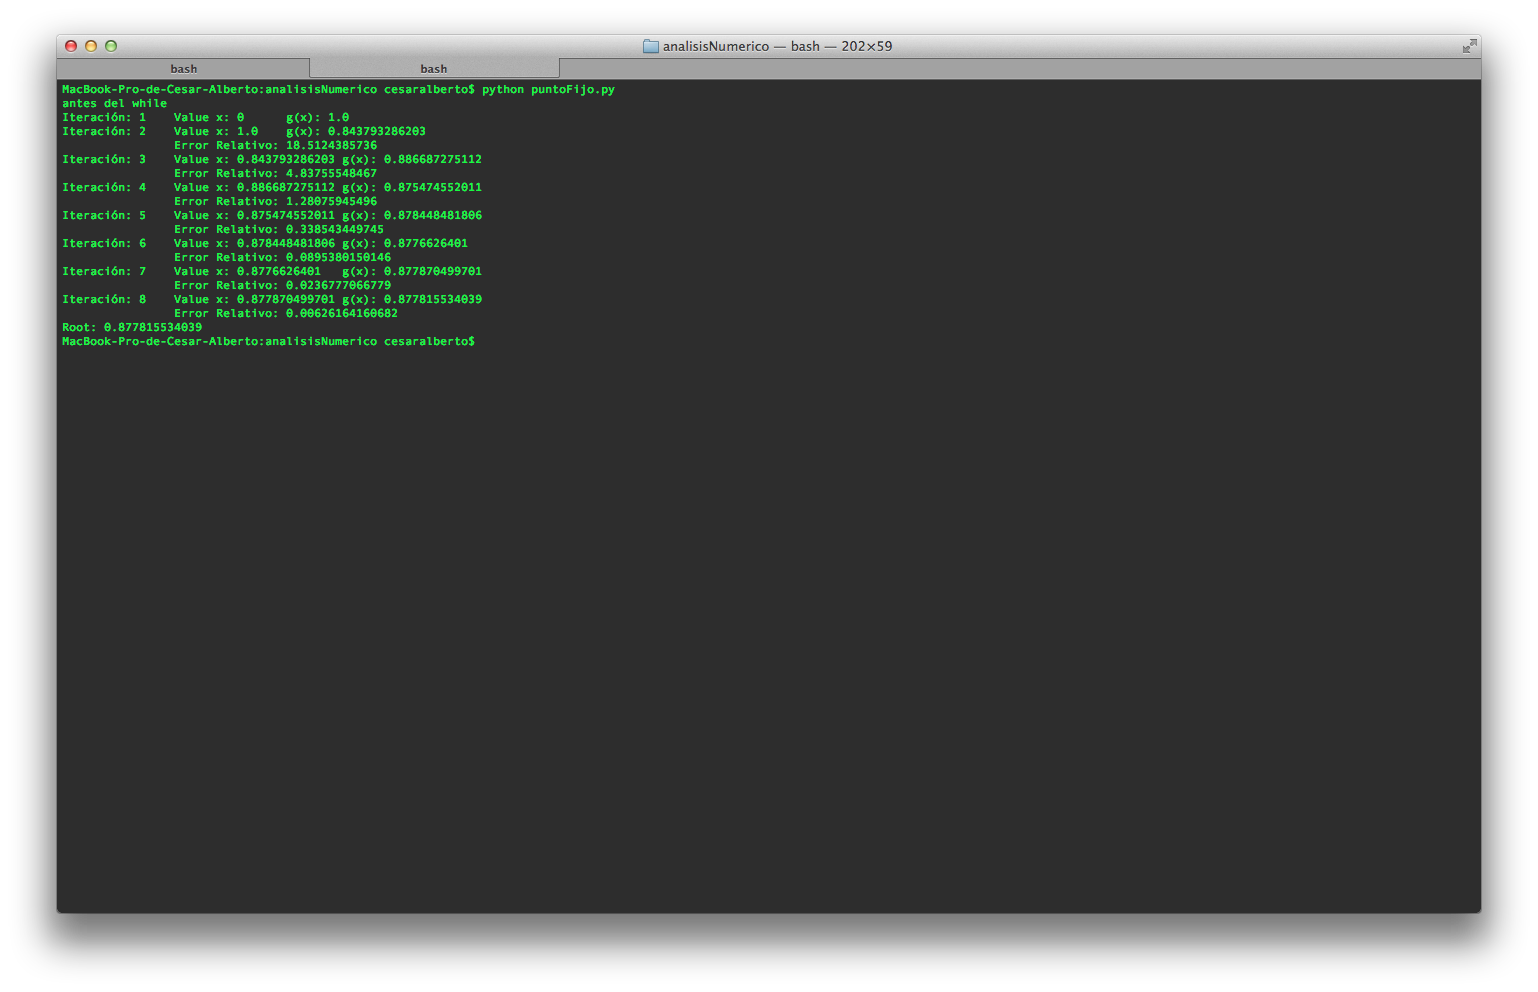 analisisNumerico — bash — 202×59
bash bash
MacBook-Pro-de-Cesar-Alberto:analisisNumerico cesaralberto$ python puntoFijo.py
antes del while
Iteración: 1 Value x: 0 g(x): 1.0
Iteración: 2 Value x: 1.0 g(x): 0.843793286203
Error Relativo: 18.5124385736
Iteración: 3 Value x: 0.843793286203 g(x): 0.886687275112
Error Relativo: 4.83755548467
Iteración: 4 Value x: 0.886687275112 g(x): 0.875474552011
Error Relativo: 1.28075945496
Iteración: 5 Value x: 0.875474552011 g(x): 0.878448481806
Error Relativo: 0.338543449745
Iteración: 6 Value x: 0.878448481806 g(x): 0.8776626401
Error Relativo: 0.0895380150146
Iteración: 7 Value x: 0.8776626401 g(x): 0.877870499701
Error Relativo: 0.0236777066779
Iteración: 8 Value x: 0.877870499701 g(x): 0.877815534039
Error Relativo: 0.00626164160682
Root: 0.877815534039
MacBook-Pro-de-Cesar-Alberto:analisisNumerico cesaralberto$